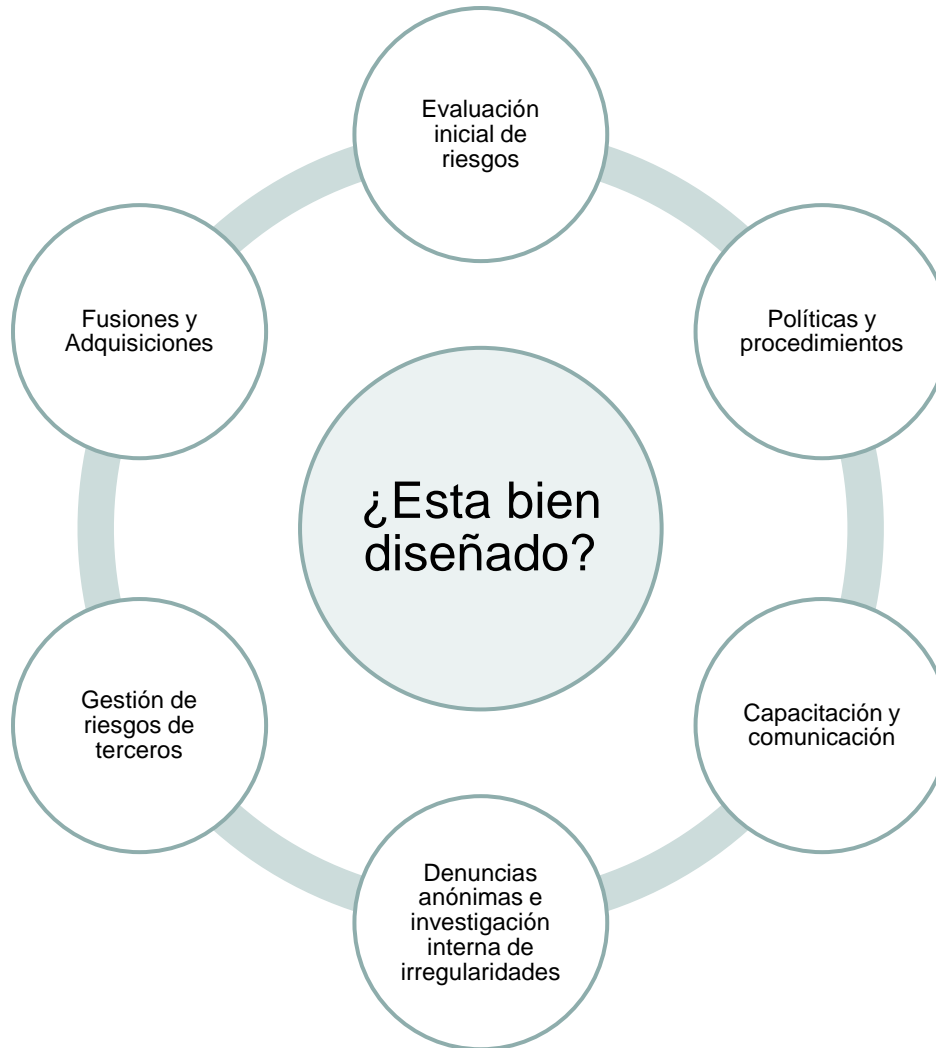 Evaluación
inicial de
riesgos
Fusiones y
Adquisiciones
Políticas y
procedimientos
¿Esta bien
diseñado?
Gestión de
riesgos de
terceros
Capacitación y
comunicación
Denuncias
anónimas e
investigación
interna de
irregularidades